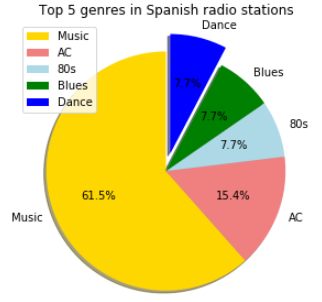 Top 5 genres in Spanish radio stations
Music
AC
80s
Blues
Dance
Dance
7.7%
Blues
7.7%
80s
7.7%
AC
15.4%
Music
61.5%